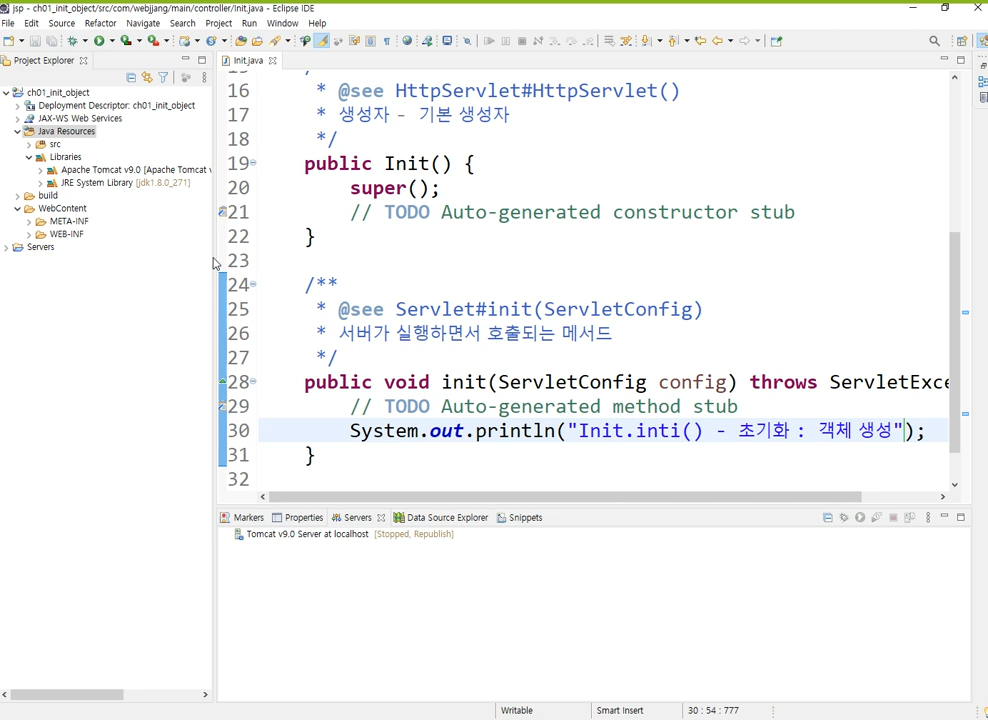 jsp - ch01_init_object/src/com/webjjang/main/controller/Init.java - Eclipse IDE
File Edit Source Refactor Navigate Search Project Run Window Help
Project Explorer
Init.java
ch01_init_object
Deployment Descriptor: ch01_init_object
JAX-WS Web Services
Java Resources
src
Libraries
Apache Tomcat v9.0 [Apache Tomcat v
JRE System Library [jdk1.8.0_271]
build
WebContent
META-INF
WEB-INF
Servers
16 * @see HttpServlet#HttpServlet()
17 * 생성자 - 기본 생성자
18 */
19 public Init() {
20 super();
21 // TODO Auto-generated constructor stub
22 }
23
24 /**
25 * @see Servlet#init(ServletConfig)
26 * 서버가 실행하면서 호출되는 메서드
27 */
28 public void init(ServletConfig config) throws ServletExce
29 // TODO Auto-generated method stub
30 System.out.println("Init.inti() - 초기화 : 객체 생성");
31 }
32
Markers Properties Servers Data Source Explorer Snippets
Tomcat v9.0 Server at localhost [Stopped, Republish]
Writable Smart Insert 30 : 54 : 777